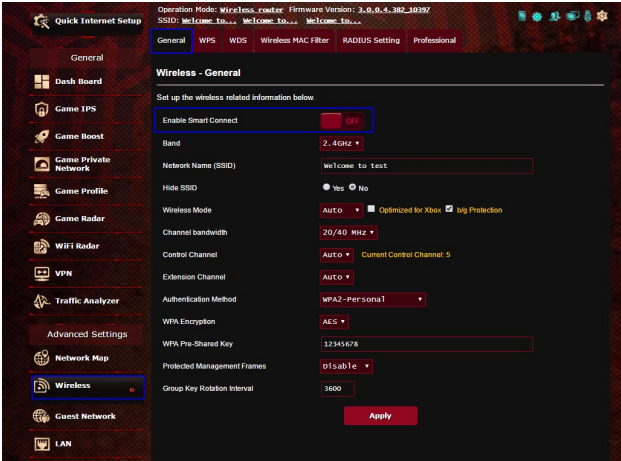 Quick Internet Setup
Operation Mode: Wireless router Firmware Version: 3.0.0.4.382_10397
SSID: Welcome to... Welcome to... Welcome to...
General WPS WDS Wireless MAC Filter RADIUS Setting Professional
General
Dash Board
Game IPS
Game Boost
Game Private
Network
Game Profile
Game Radar
WiFi Radar
VPN
Traffic Analyzer
Advanced Settings
Network Map
Wireless
Guest Network
LAN
Wireless - General
Set up the wireless related information below.
Enable Smart Connect OFF
Band 2.4GHz
Network Name (SSID) Welcome to test
Hide SSID Yes No
Wireless Mode Auto Optimized for Xbox b/g Protection
Channel bandwidth 20/40 MHz
Control Channel Auto Current Control Channel: 5
Extension Channel Auto
Authentication Method WPA2-Personal
WPA Encryption AES
WPA Pre-Shared Key 12345678
Protected Management Frames Disable
Group Key Rotation Interval 3600
Apply